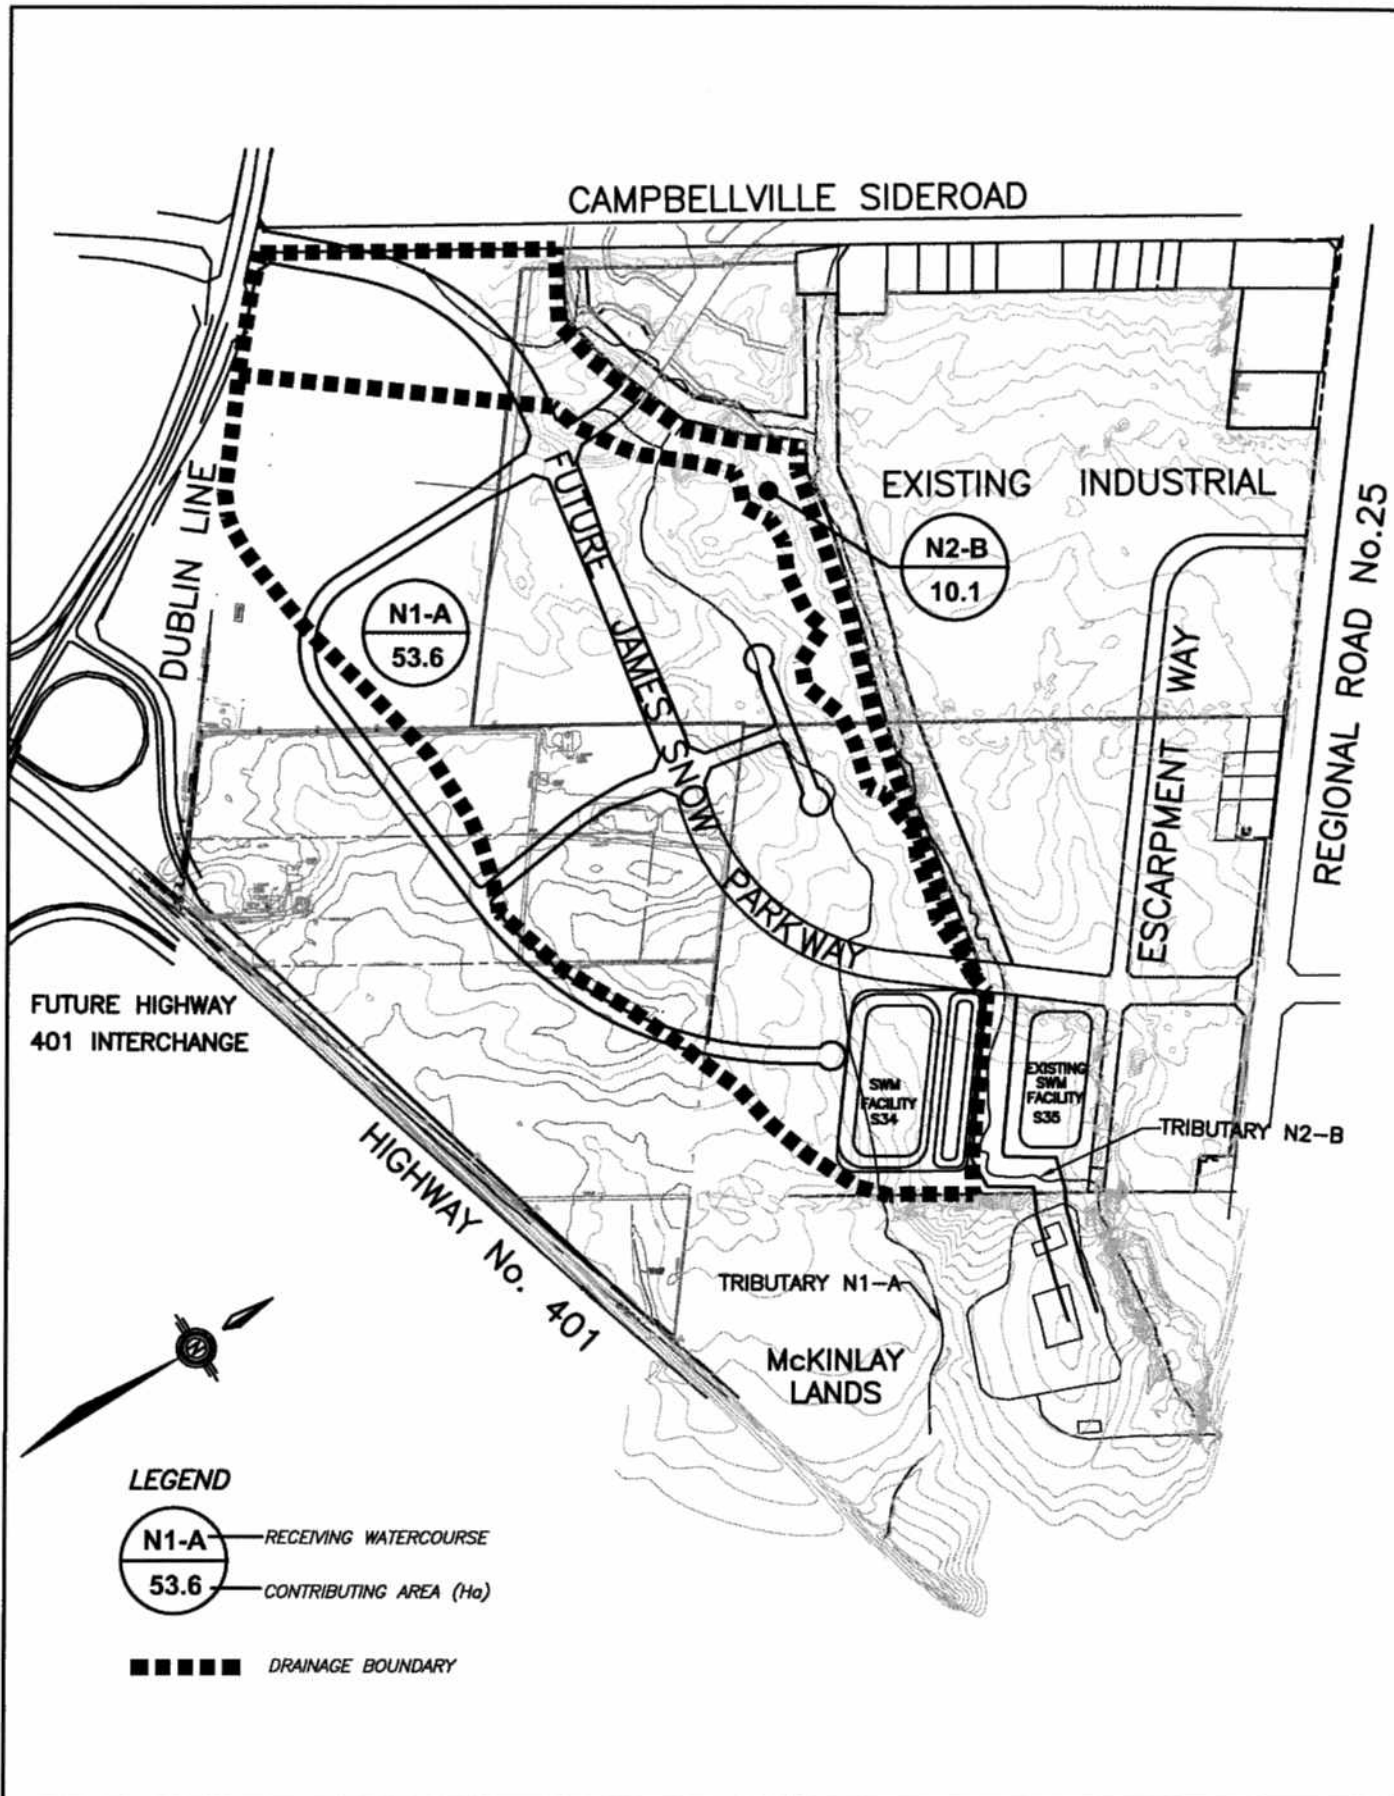 CAMPBELLVILLE SIDEROAD
DUBLIN LINE
EXISTING INDUSTRIAL
REGIONAL ROAD No.25
N2-B
10.1
N1-A
53.6
FUTURE JAMES SNOW PARKWAY
ESCARPMENT WAY
FUTURE HIGHWAY
401 INTERCHANGE
SWM
FACILITY
S34
EXISTING
SWM
FACILITY
S35
TRIBUTARY N2-B
HIGHWAY No. 401
TRIBUTARY N1-A
McKINLAY
LANDS
N
LEGEND
N1-A RECEIVING WATERCOURSE
53.6 CONTRIBUTING AREA (Ha)
DRAINAGE BOUNDARY